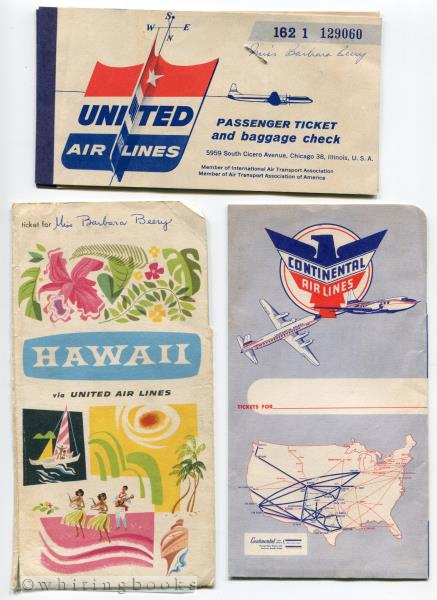 S
W E
N
162 1 129060
Miss Barbara Beery
UNITED
AIR LINES
PASSENGER TICKET
and baggage check
5959 South Cicero Avenue, Chicago 38, Illinois, U. S. A.
Member of International Air Transport Association
Member of Air Transport Association of America
ticket for Miss Barbara Beery
HAWAII
via UNITED AIR LINES
CONTINENTAL
AIR LINES
TICKETS FOR
Continental
© whitingbooks